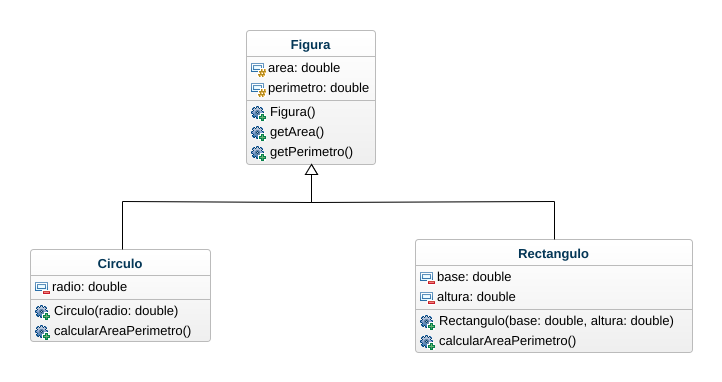 Figura
area: double
perimetro: double
Figura()
getArea()
getPerimetro()
Circulo
radio: double
Circulo(radio: double)
calcularAreaPerimetro()
Rectangulo
base: double
altura: double
Rectangulo(base: double, altura: double)
calcularAreaPerimetro()